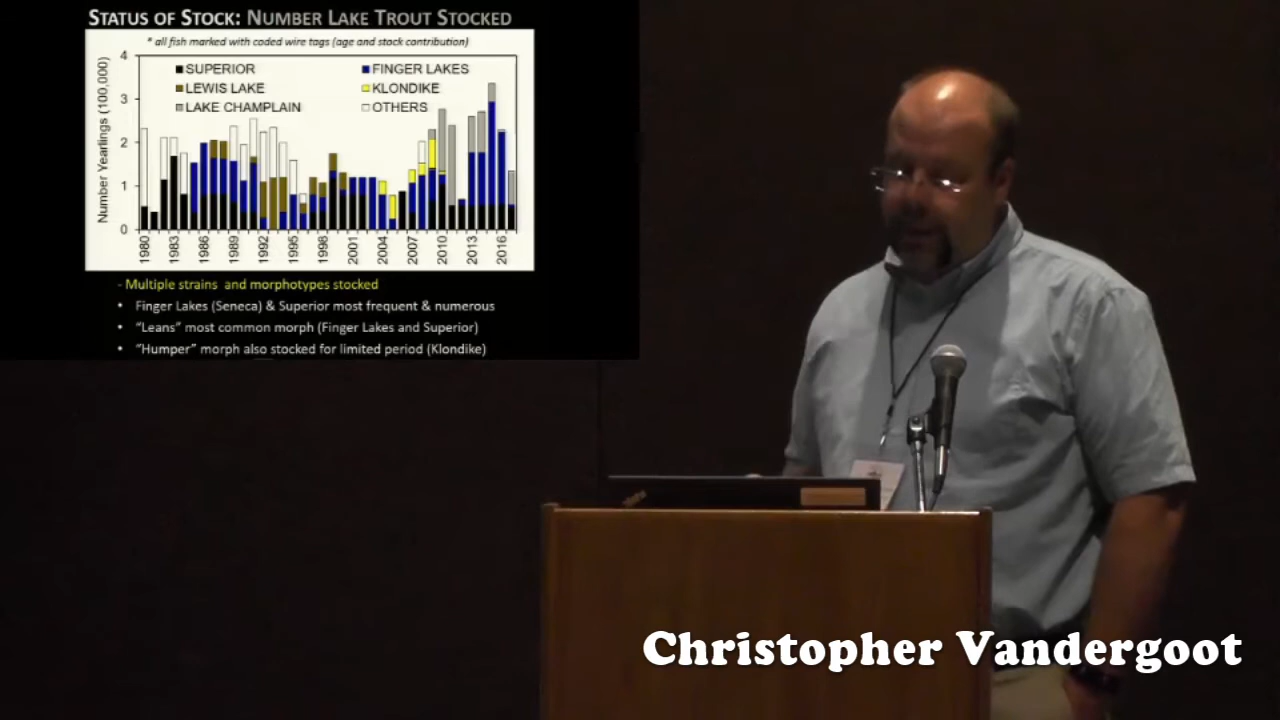 STATUS OF STOCK: NUMBER LAKE TROUT STOCKED
* all fish marked with coded wire tags (age and stock contribution)
Number Yearlings (100,000)
4
3
2
1
0
SUPERIOR
FINGER LAKES
LEWIS LAKE
KLONDIKE
LAKE CHAMPLAIN
OTHERS
1980
1983
1986
1989
1992
1995
1998
2001
2004
2007
2010
2013
2016
- Multiple strains and morphotypes stocked
• Finger Lakes (Seneca) & Superior most frequent & numerous
• "Leans" most common morph (Finger Lakes and Superior)
• "Humper" morph also stocked for limited period (Klondike)
Christopher Vandergoot